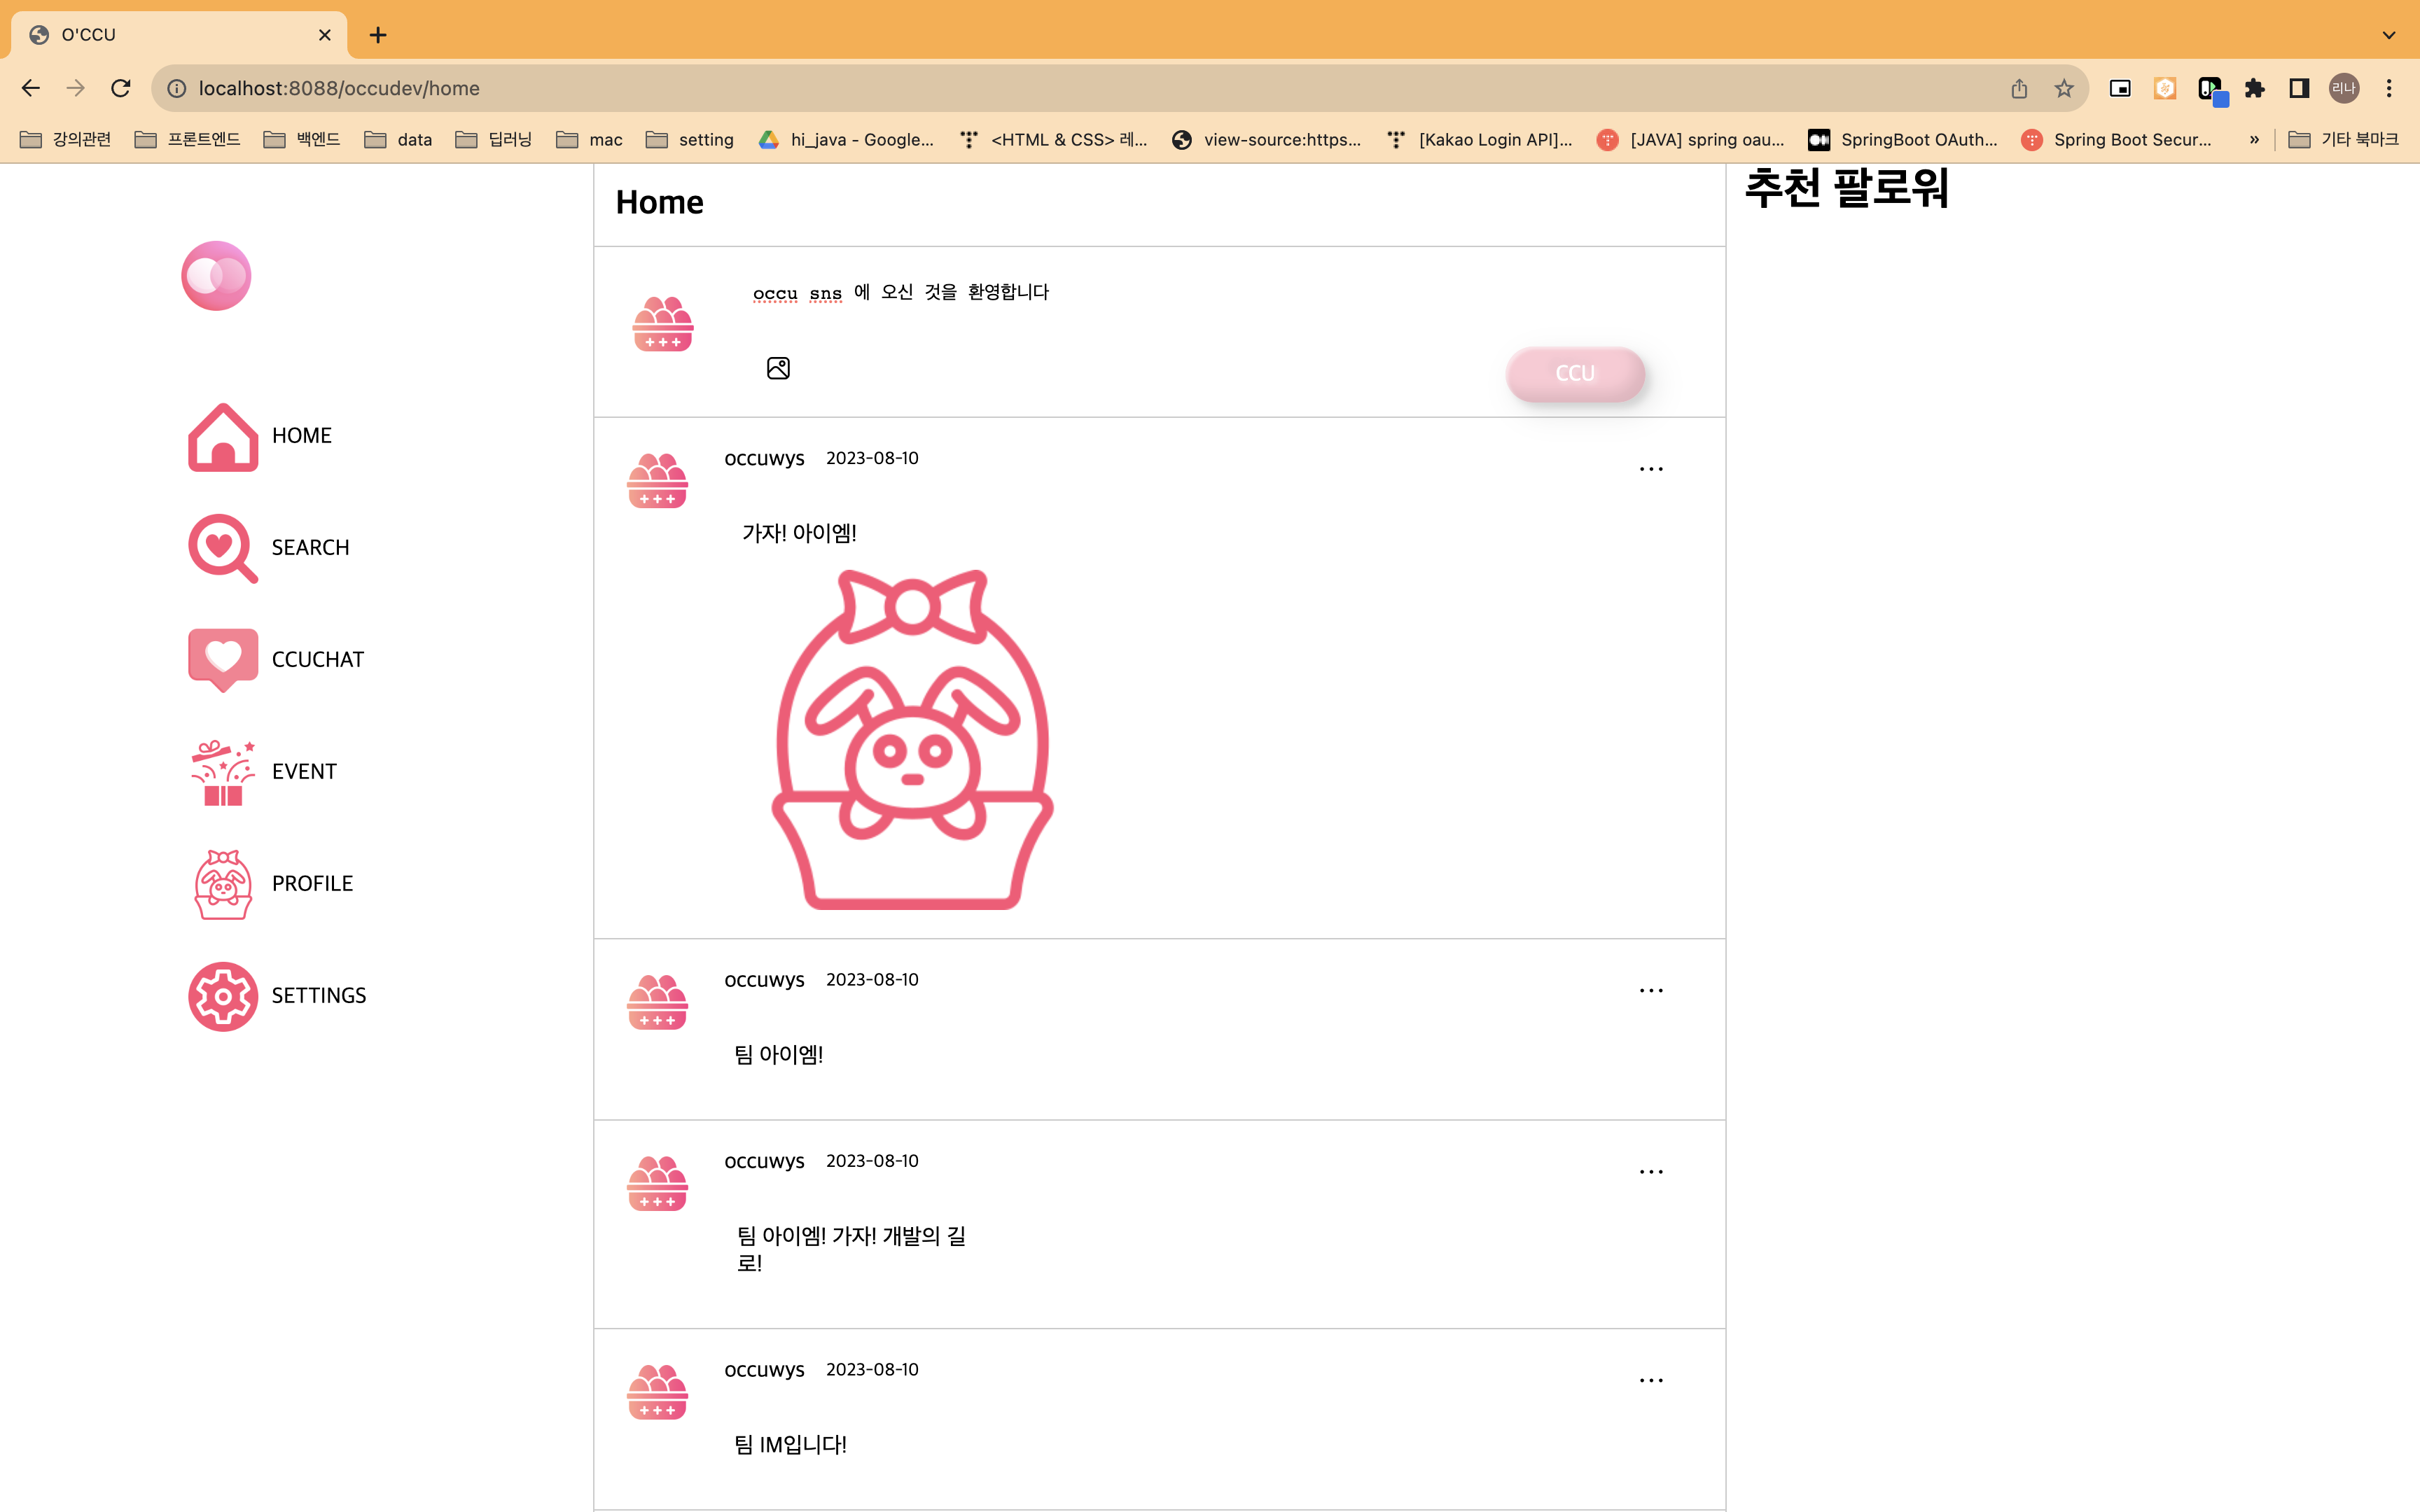 O'CCU
localhost:8088/occudev/home
리나
강의관련 프론트엔드 백엔드 data 딥러닝 mac setting hi_java - Google... <HTML & CSS> 레... view-source:https... [Kakao Login API]... [JAVA] spring oau... SpringBoot OAuth... Spring Boot Secur... » 기타 북마크
HOME
SEARCH
CCUCHAT
EVENT
PROFILE
SETTINGS
Home
occu sns 에 오신 것을 환영합니다
CCU
occuwys 2023-08-10 ...
가자! 아이엠!
occuwys 2023-08-10 ...
팀 아이엠!
occuwys 2023-08-10 ...
팀 아이엠! 가자! 개발의 길
로!
occuwys 2023-08-10 ...
팀 IM입니다!
추천 팔로워